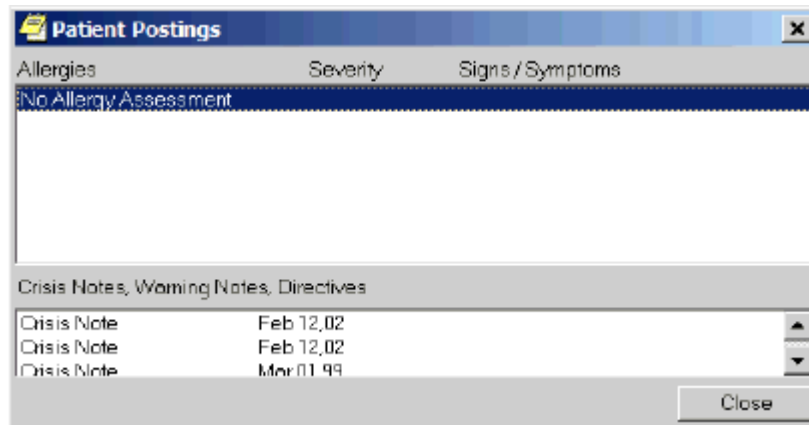 Patient Postings
Allergies Severity Signs / Symptoms
No Allergy Assessment
Crisis Notes, Warning Notes, Directives
Crisis Note Feb 12,02
Crisis Note Feb 12,02
Crisis Note Mar 01,99
Close